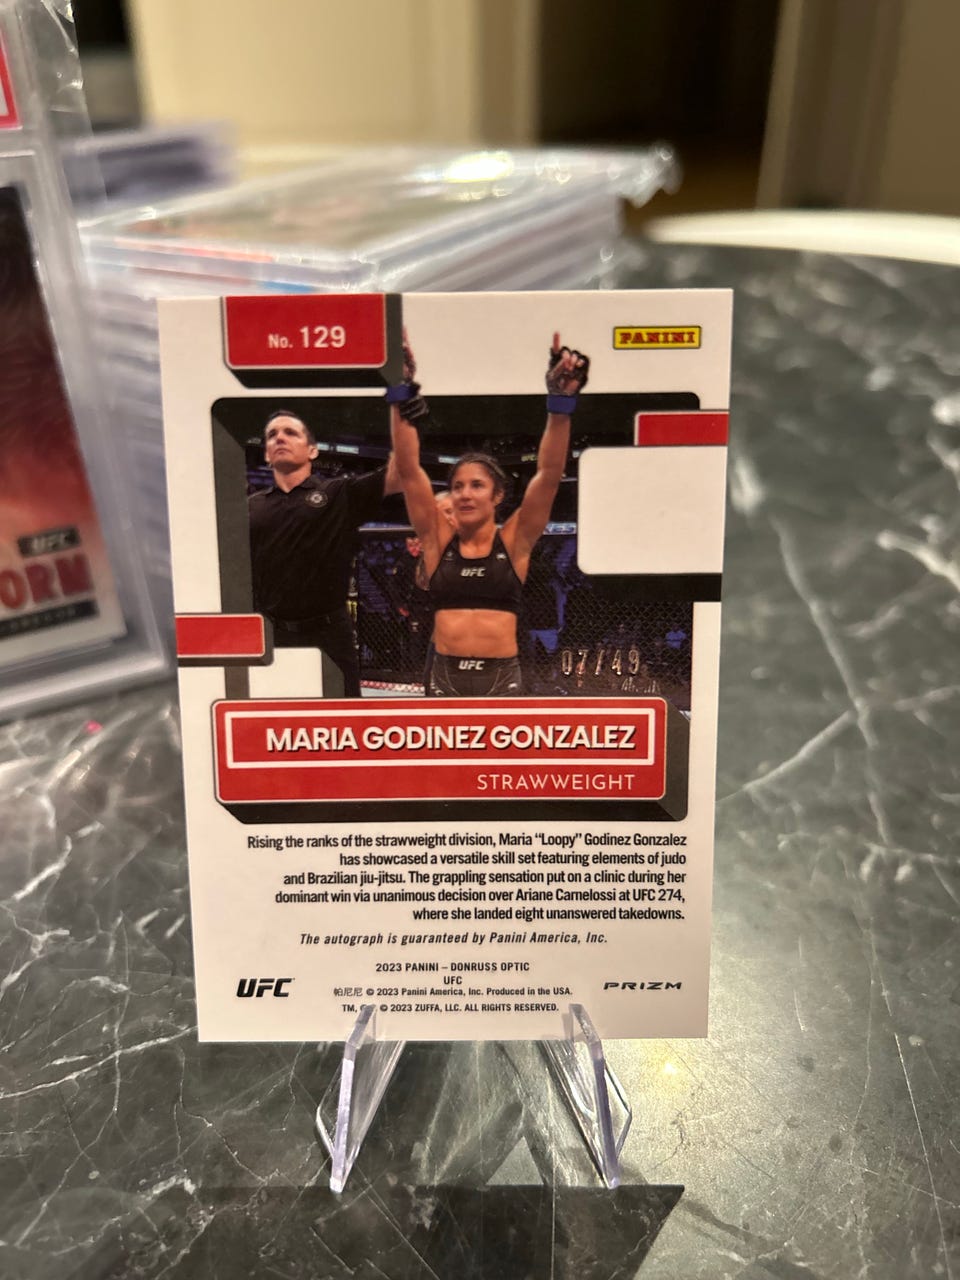 No. 129
PANINI
UFC
UFC
07/49
MARIA GODINEZ GONZALEZ
STRAWWEIGHT
Rising the ranks of the strawweight division, Maria “Loopy” Godinez Gonzalez
has showcased a versatile skill set featuring elements of judo
and Brazilian jiu-jitsu. The grappling sensation put on a clinic during her
dominant win via unanimous decision over Ariane Carnelossi at UFC 274,
where she landed eight unanswered takedowns.
The autograph is guaranteed by Panini America, Inc.
2023 PANINI – DONRUSS OPTIC
UFC
UFC
帕尼尼 © 2023 Panini America, Inc. Produced in the USA.
PRIZM
TM, © 2023 ZUFFA, LLC. ALL RIGHTS RESERVED.
UFC
ORM